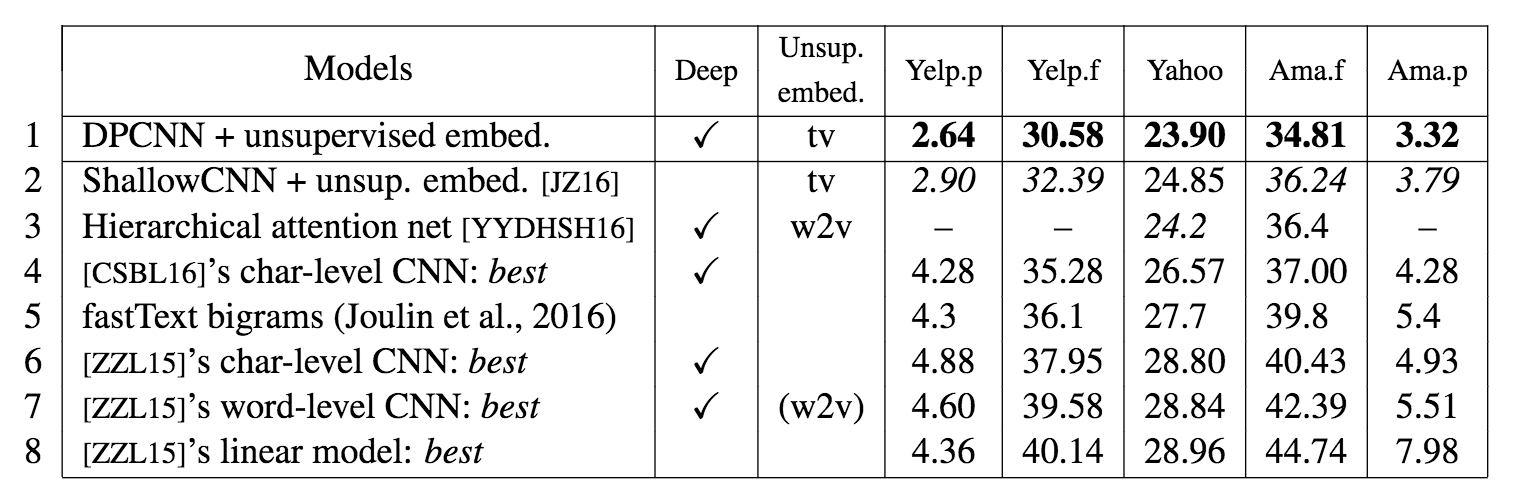 Models Deep Unsup. embed. Yelp.p Yelp.f Yahoo Ama.f Ama.p
1 DPCNN + unsupervised embed. ✓ tv 2.64 30.58 23.90 34.81 3.32
2 ShallowCNN + unsup. embed. [JZ16] tv 2.90 32.39 24.85 36.24 3.79
3 Hierarchical attention net [YYDHSH16] ✓ w2v – – 24.2 36.4 –
4 [CSBL16]’s char-level CNN: best ✓ 4.28 35.28 26.57 37.00 4.28
5 fastText bigrams (Joulin et al., 2016) 4.3 36.1 27.7 39.8 5.4
6 [ZZL15]’s char-level CNN: best ✓ 4.88 37.95 28.80 40.43 4.93
7 [ZZL15]’s word-level CNN: best ✓ (w2v) 4.60 39.58 28.84 42.39 5.51
8 [ZZL15]’s linear model: best 4.36 40.14 28.96 44.74 7.98